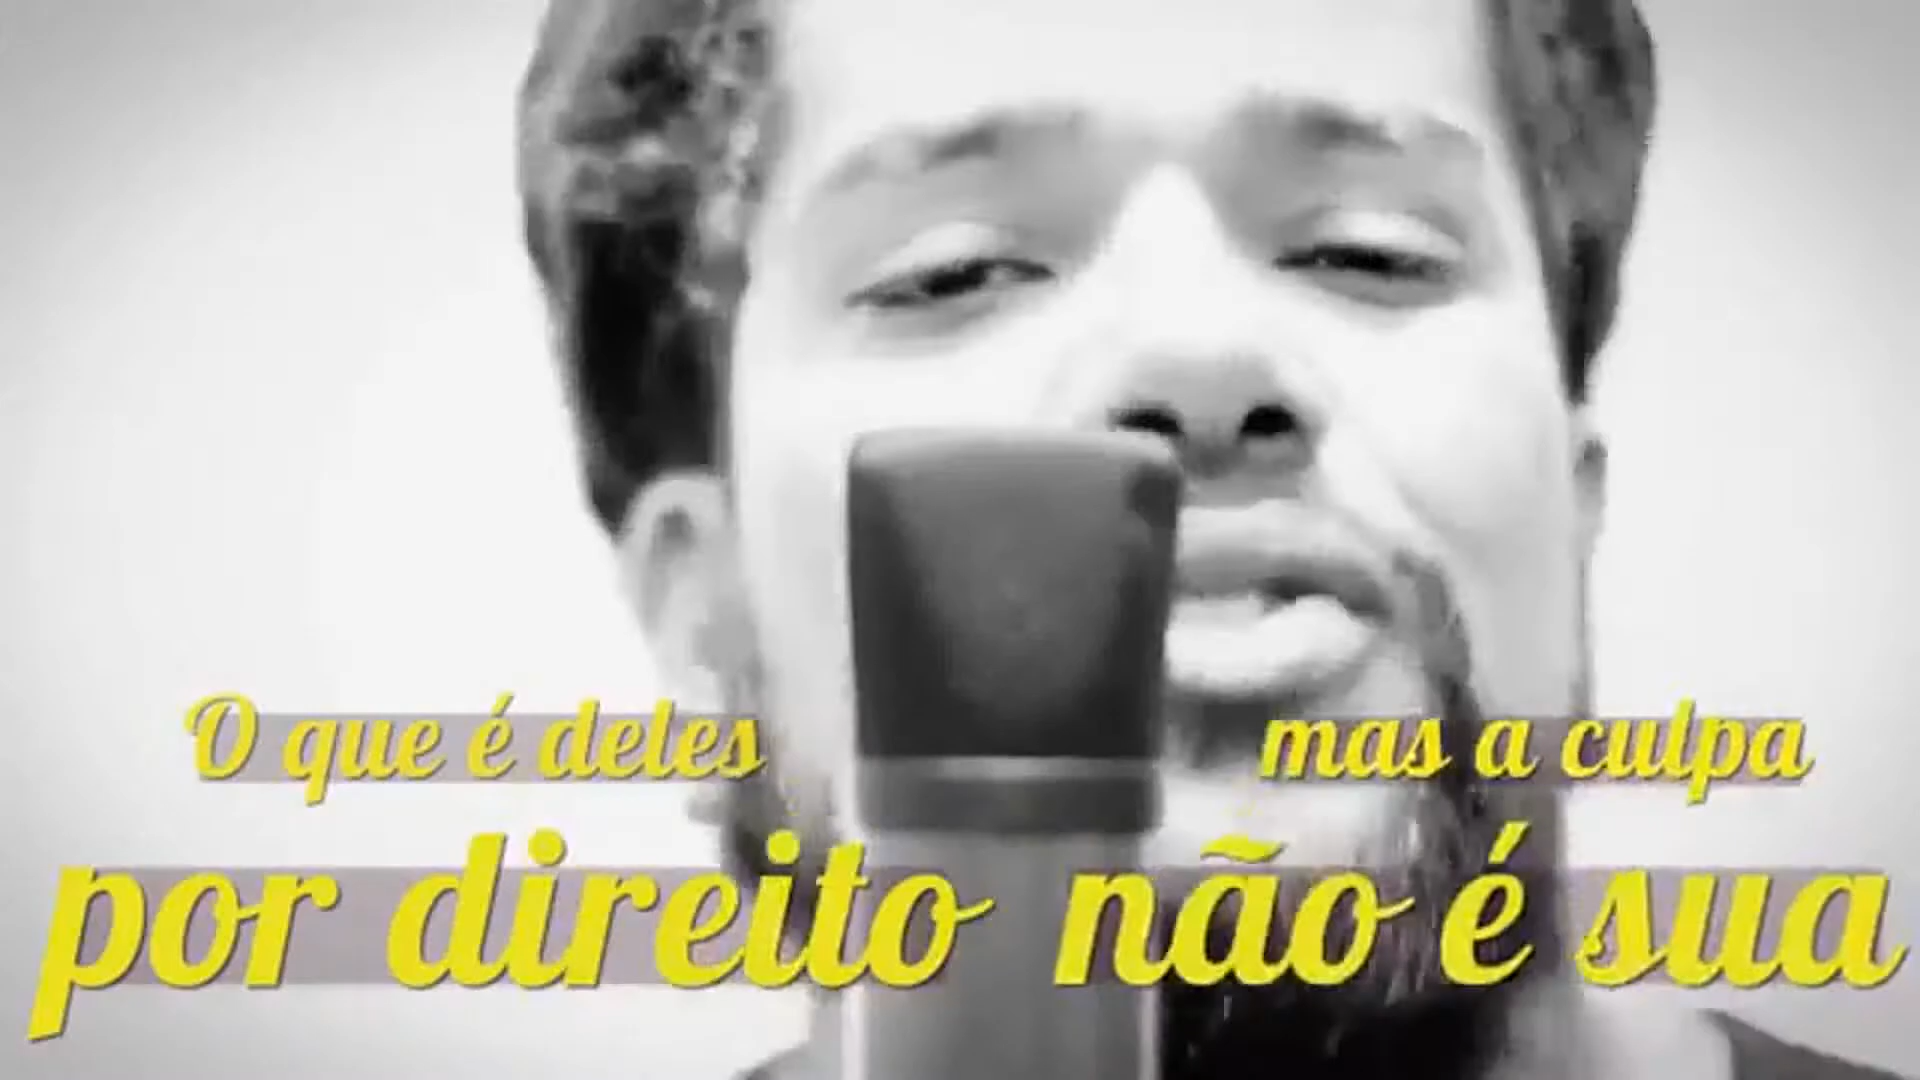 O que é deles
por direito
mas a culpa
não é sua